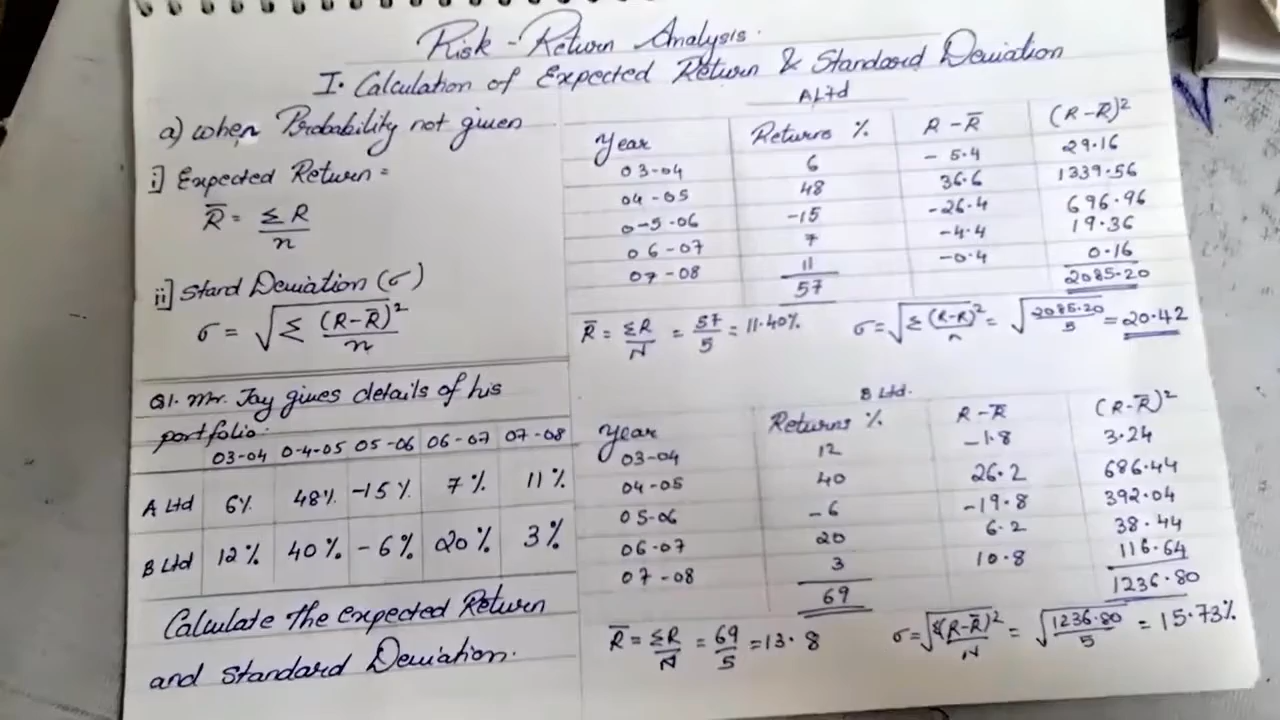 Risk-Return Analysis.
I. Calculation of Expected Return & Standard Deviation
a) when Probability not given
i] Expected Return =
R̄ = ΣR / n
ii] Stard Deviation (σ)
σ = √Σ (R-R̄)² / n
Q1. Mr. Jay gives details of his
portfolio:
03-04 0-4-05 05-06 06-07 07-08
A Ltd 6% 48% -15% 7% 11%
B Ltd 12% 40% -6% 20% 3%
Calculate the expected Return
and Standard Deviation.
A Ltd
Year Returns % R-R̄ (R-R̄)²
03-04 6 -5.4 29.16
04-05 48 36.6 1339.56
0-5-06 -15 -26.4 696.96
06-07 7 -4.4 19.36
07-08 11 -0.4 0.16
57 2085.20
R̄ = ΣR / N = 57 / 5 = 11.40% σ = √Σ(R-R̄)² / n = √2085.20 / 5 = 20.42
B Ltd.
Year Returns % R-R̄ (R-R̄)²
03-04 12 -1.8 3.24
04-05 40 26.2 686.44
05-06 -6 -19.8 392.04
06-07 20 6.2 38.44
07-08 3 10.8 116.64
69 1236.80
R̄ = ΣR / N = 69 / 5 = 13.8 σ = √Σ(R-R̄)² / N = √1236.80 / 5 = 15.73%